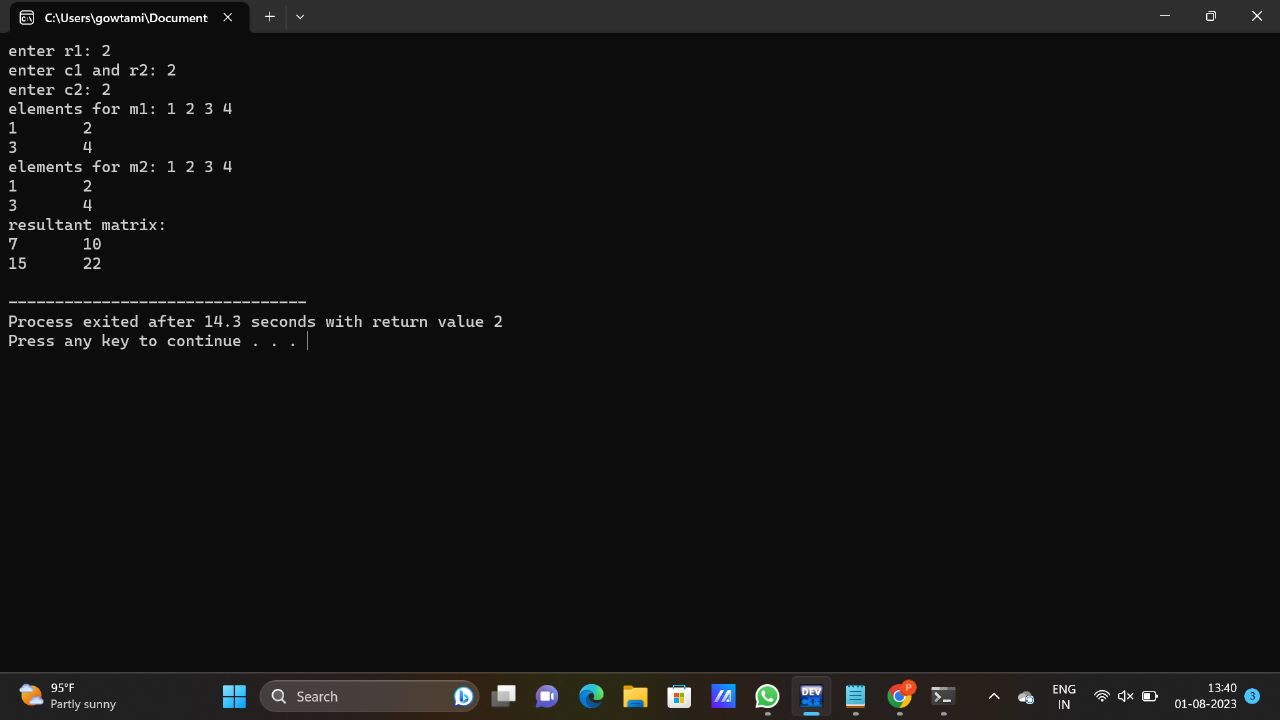 C:\Users\gowtami\Document
enter r1: 2
enter c1 and r2: 2
enter c2: 2
elements for m1: 1 2 3 4
1 2
3 4
elements for m2: 1 2 3 4
1 2
3 4
resultant matrix:
7 10
15 22
--------------------------------
Process exited after 14.3 seconds with return value 2
Press any key to continue . . .
95°F
Partly sunny
Search
DEV
C++
P
ENG
IN
13:40
01-08-2023
3